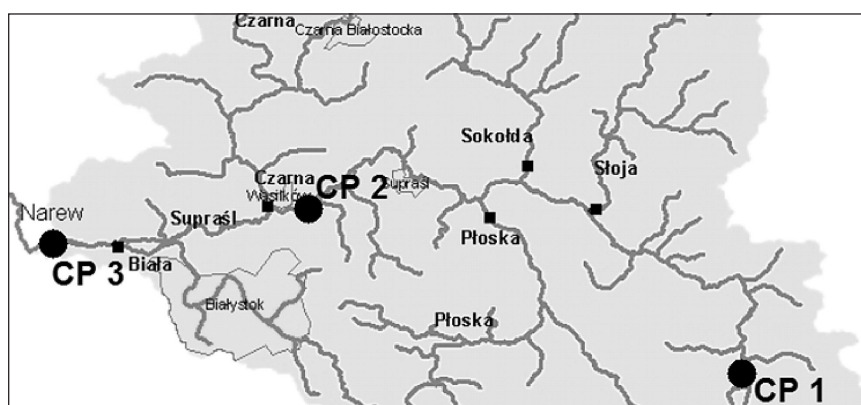 Czarna
Czarna Białostocka
Sokołda
Słoja
Czarna
Wasilków
CP 2
Supraśl
Narew
Supraśl
Płoska
CP 3
Biała
Białystok
Płoska
CP 1